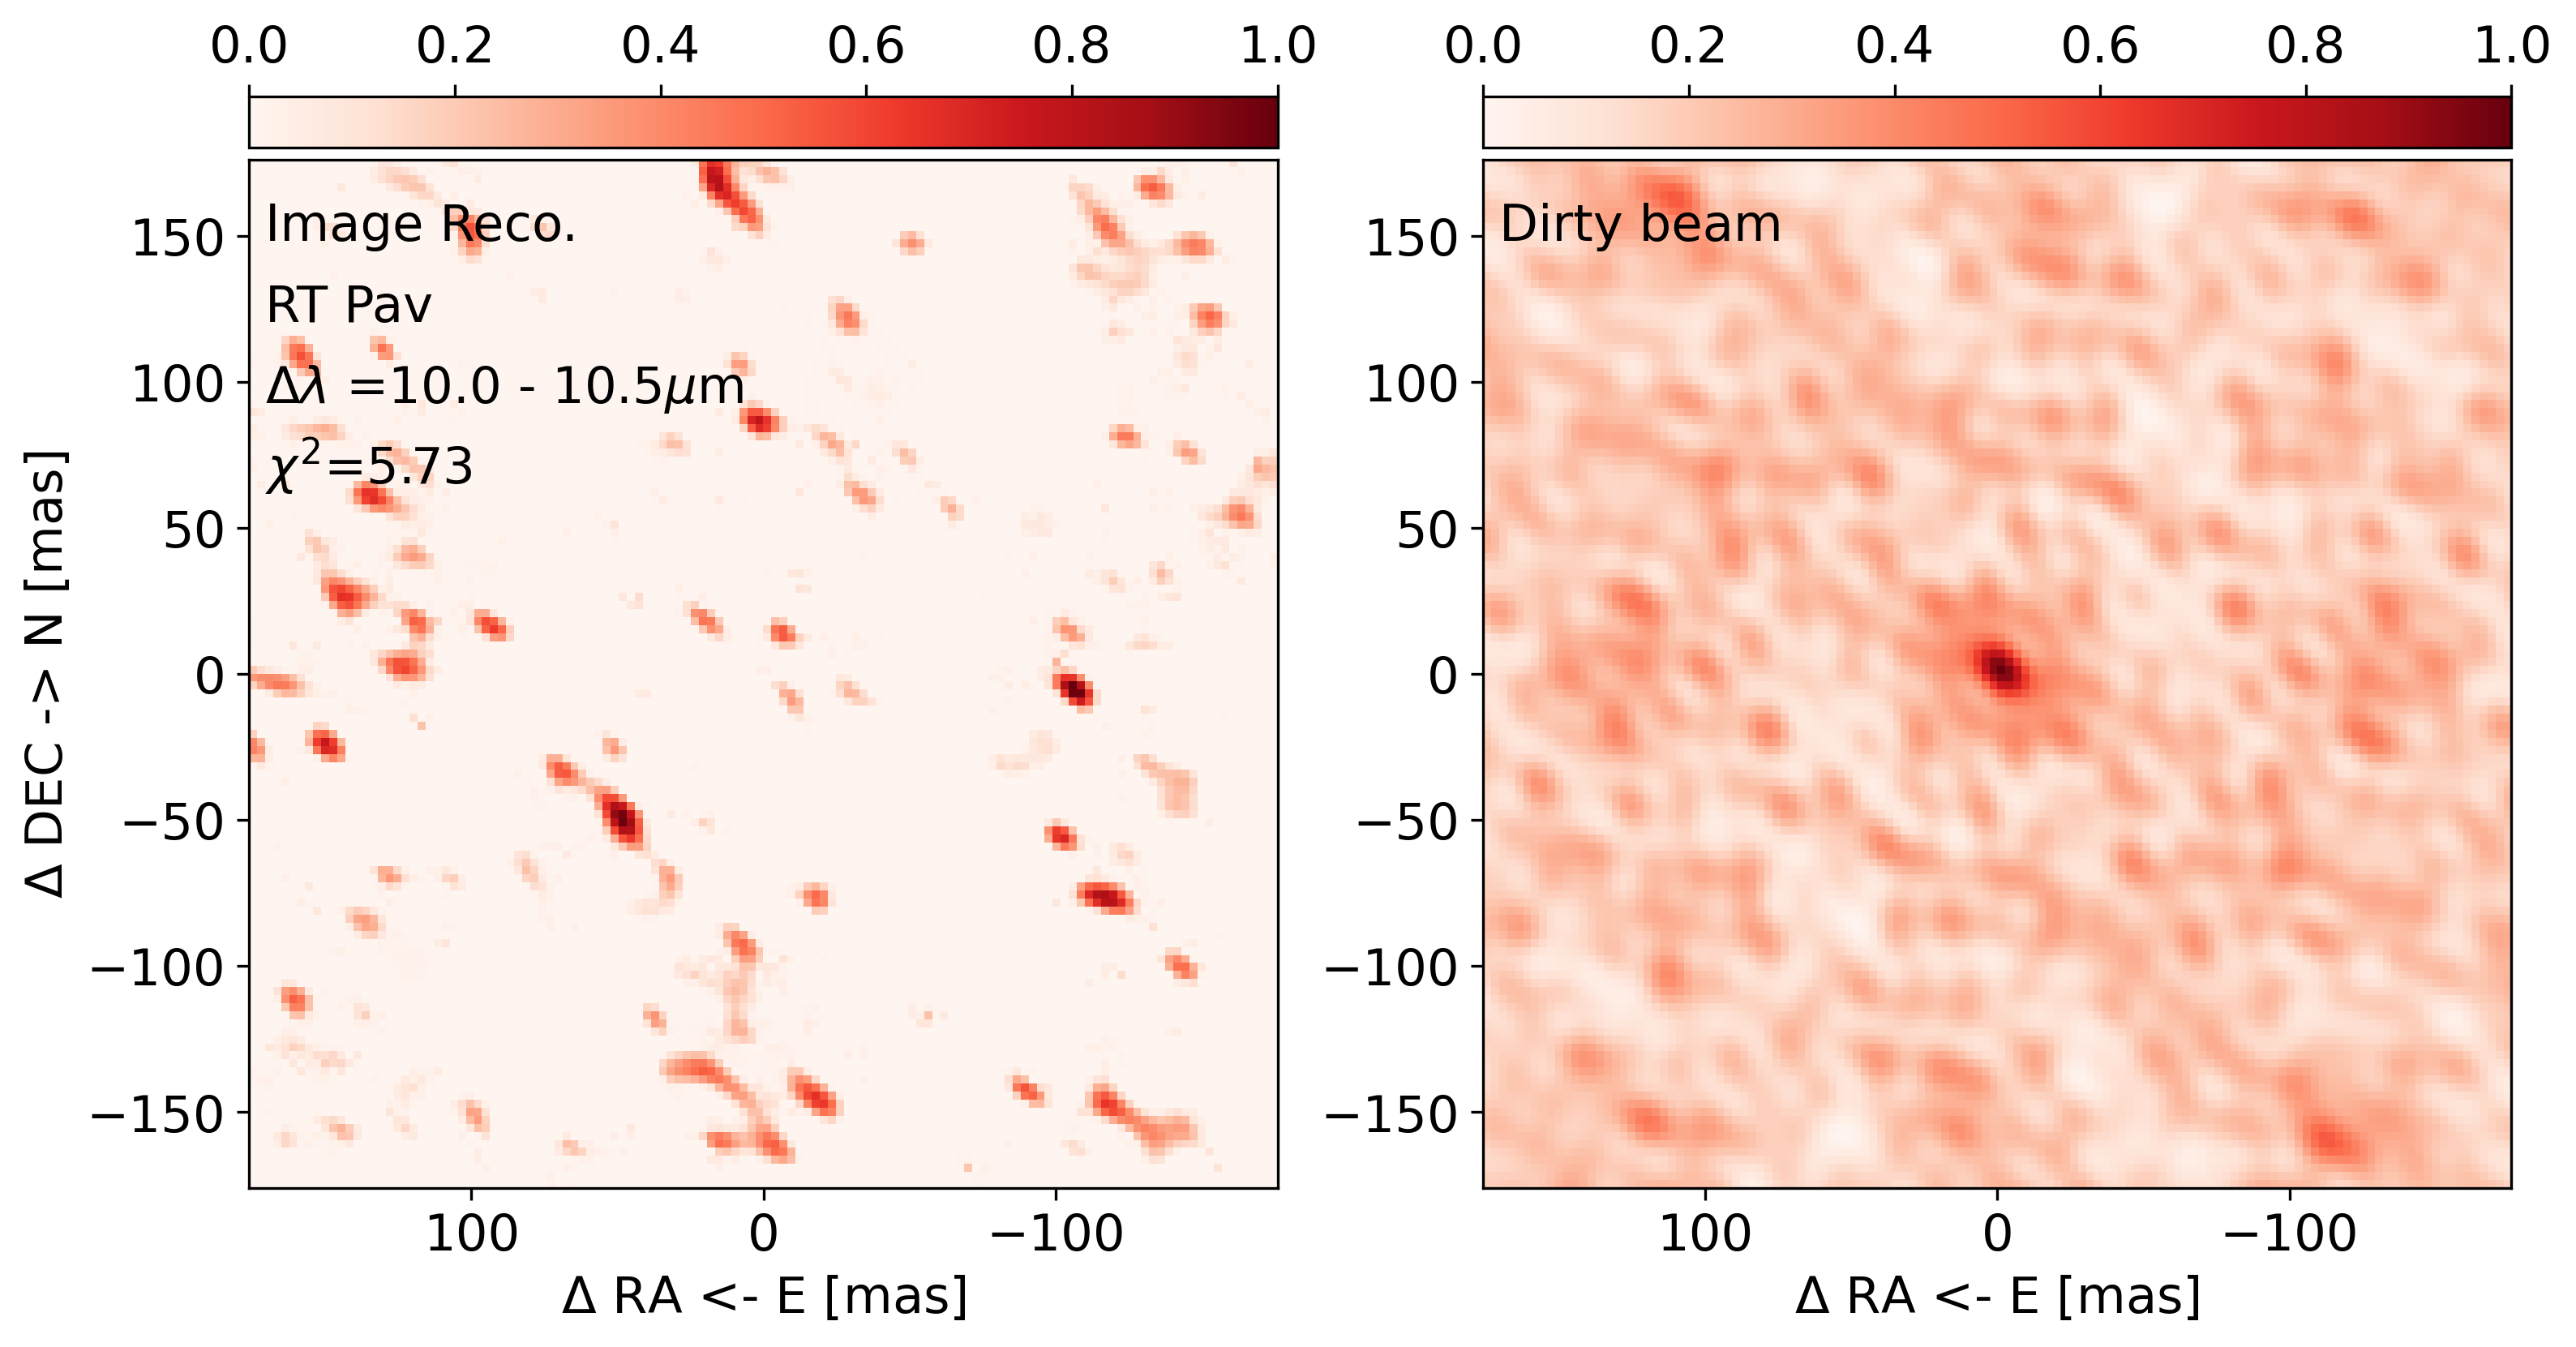 0.0 0.2 0.4 0.6 0.8 1.0
0.0 0.2 0.4 0.6 0.8 1.0
Image Reco.
RT Pav
Δλ =10.0 - 10.5μm
χ²=5.73
150
100
50
0
−50
−100
−150
Δ DEC -> N [mas]
100 0 −100
Δ RA <- E [mas]
Dirty beam
150
100
50
0
−50
−100
−150
100 0 −100
Δ RA <- E [mas]